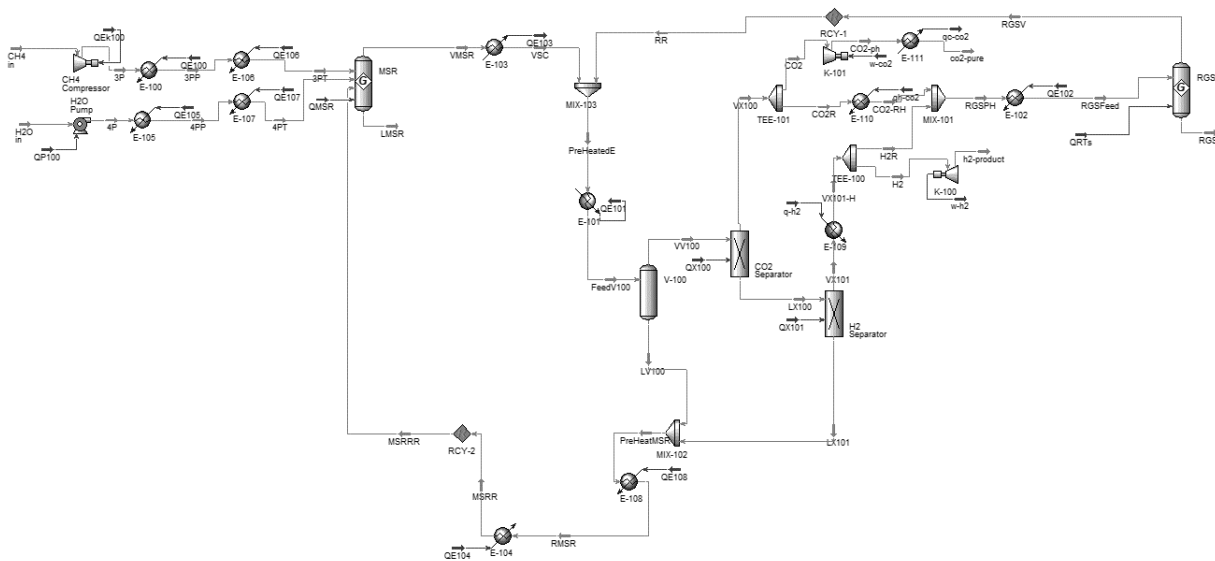 RGSV
RCY-1
RR
CH4
in
QEk100
CH4
Compressor
3P
QE100
E-100
3PP
QE106
E-106
3PT
MSR
G
VMSR
QE103
E-103
VSC
MIX-103
H2O
Pump
H2O
in
QP100
4P
QE105
E-105
4PP
QE107
E-107
4PT
QMSR
LMSR
CO2
CO2-ph
K-101
w-co2
qc-co2
E-111
co2-pure
VX100
TEE-101
CO2R
E-110
CO2-RH
MIX-101
RGSPH
E-102
QE102
RGSFeed
G
QRTs
H2R
TEE-100
H2
h2-product
K-100
w-h2
VX101-H
q-h2
E-109
VX101
PreHeatedE
QE101
E-101
FeedV100
V-100
VV100
QX100
CO2
Separator
LX100
QX101
H2
Separator
LV100
LX101
PreHeatMSR
MIX-102
MSRRR
RCY-2
QE108
E-108
MSRR
QE104
E-104
RMSR